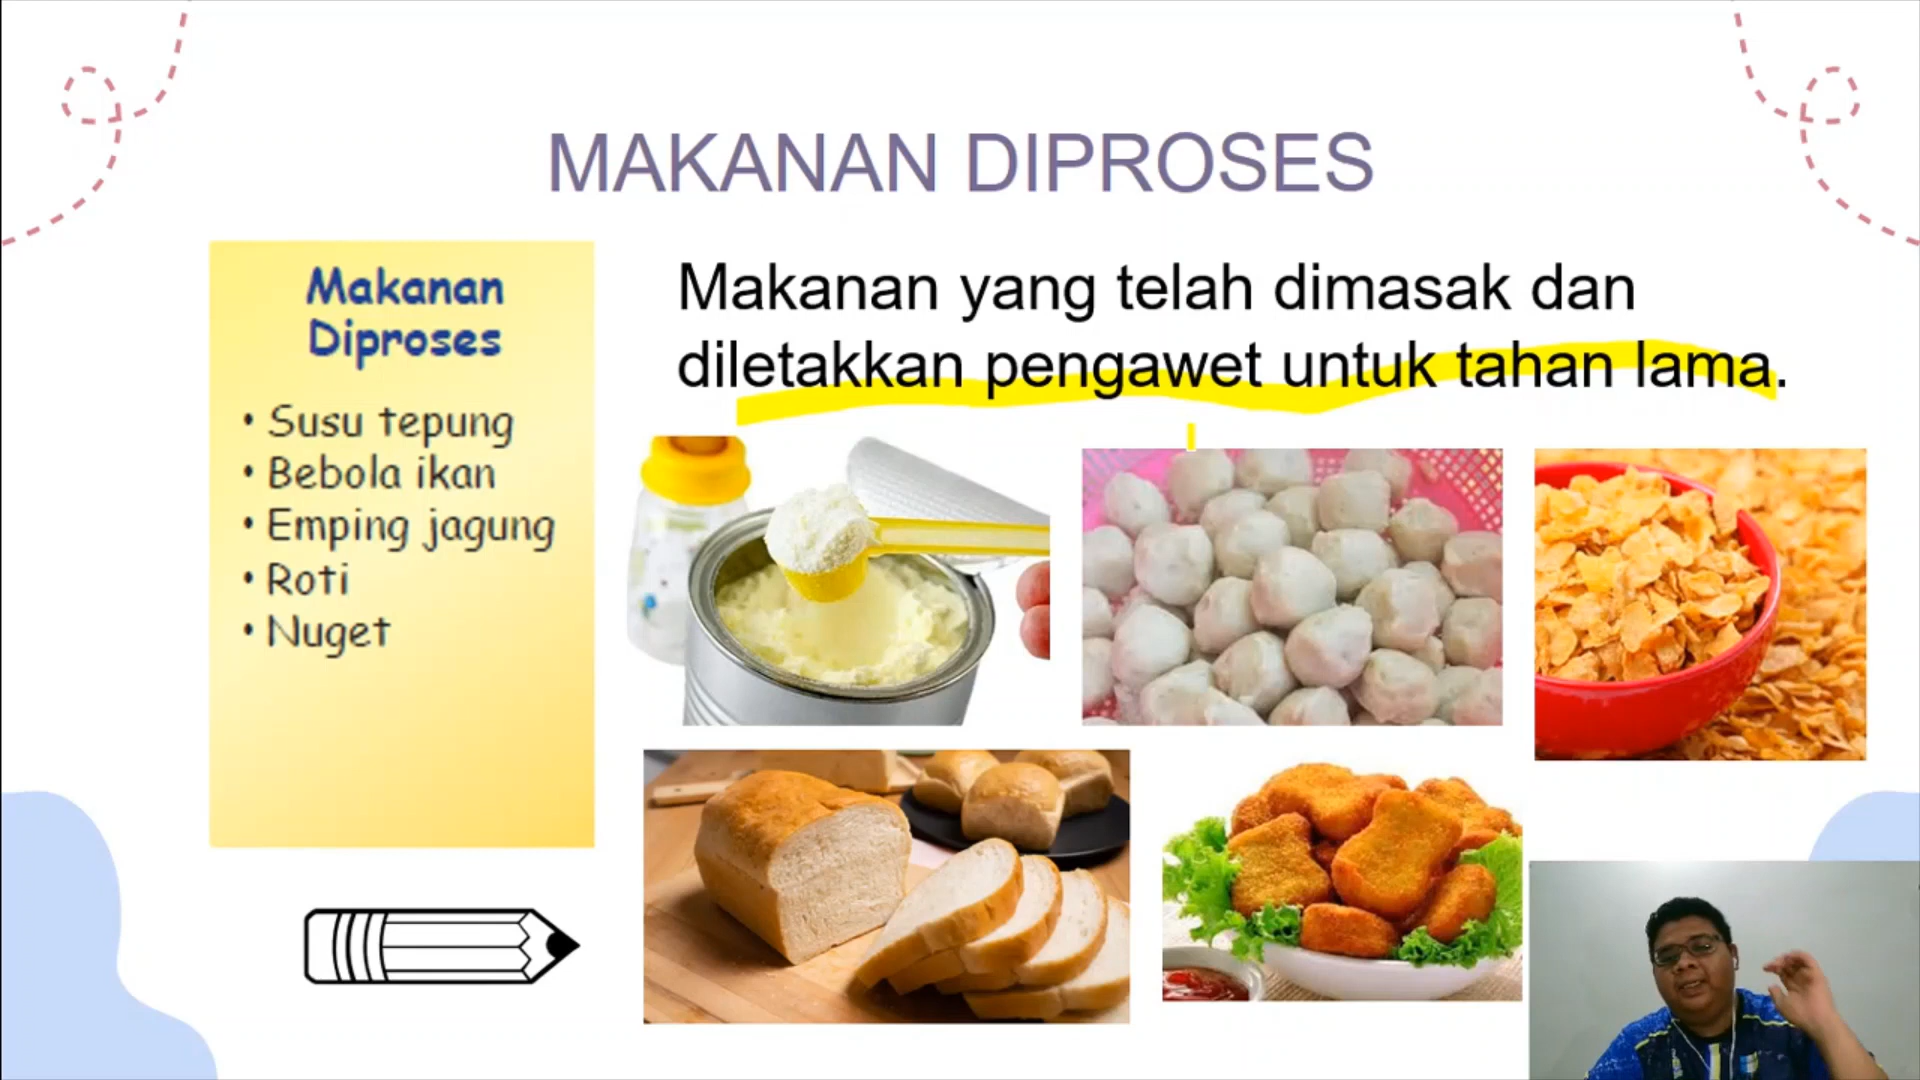 MAKANAN DIPROSES
Makanan
Diproses
• Susu tepung
• Bebola ikan
• Emping jagung
• Roti
• Nuget
Makanan yang telah dimasak dan
diletakkan pengawet untuk tahan lama.